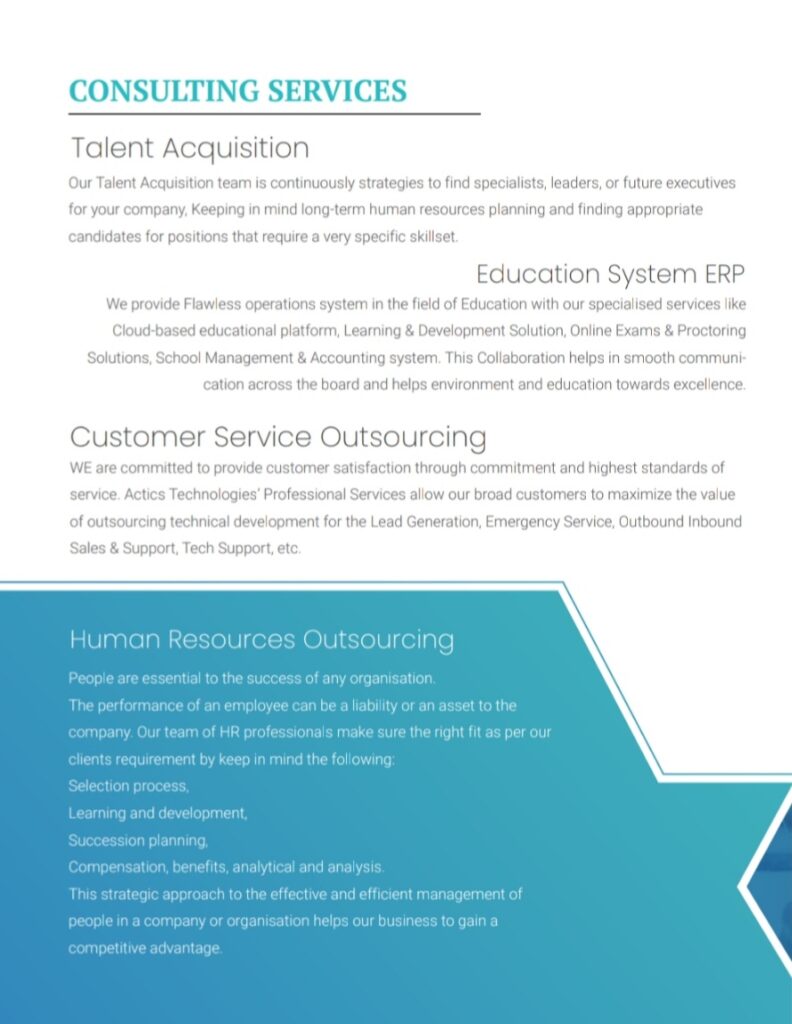 CONSULTING SERVICES
Talent Acquisition
Our Talent Acquisition team is continuously strategies to find specialists, leaders, or future executives
for your company, Keeping in mind long-term human resources planning and finding appropriate
candidates for positions that require a very specific skillset.
Education System ERP
We provide Flawless operations system in the field of Education with our specialised services like
Cloud-based educational platform, Learning & Development Solution, Online Exams & Proctoring
Solutions, School Management & Accounting system. This Collaboration helps in smooth communi-
cation across the board and helps environment and education towards excellence.
Customer Service Outsourcing
WE are committed to provide customer satisfaction through commitment and highest standards of
service. Actics Technologies’ Professional Services allow our broad customers to maximize the value
of outsourcing technical development for the Lead Generation, Emergency Service, Outbound Inbound
Sales & Support, Tech Support, etc.
Human Resources Outsourcing
People are essential to the success of any organisation.
The performance of an employee can be a liability or an asset to the
company. Our team of HR professionals make sure the right fit as per our
clients requirement by keep in mind the following:
Selection process,
Learning and development,
Succession planning,
Compensation, benefits, analytical and analysis.
This strategic approach to the effective and efficient management of
people in a company or organisation helps our business to gain a
competitive advantage.